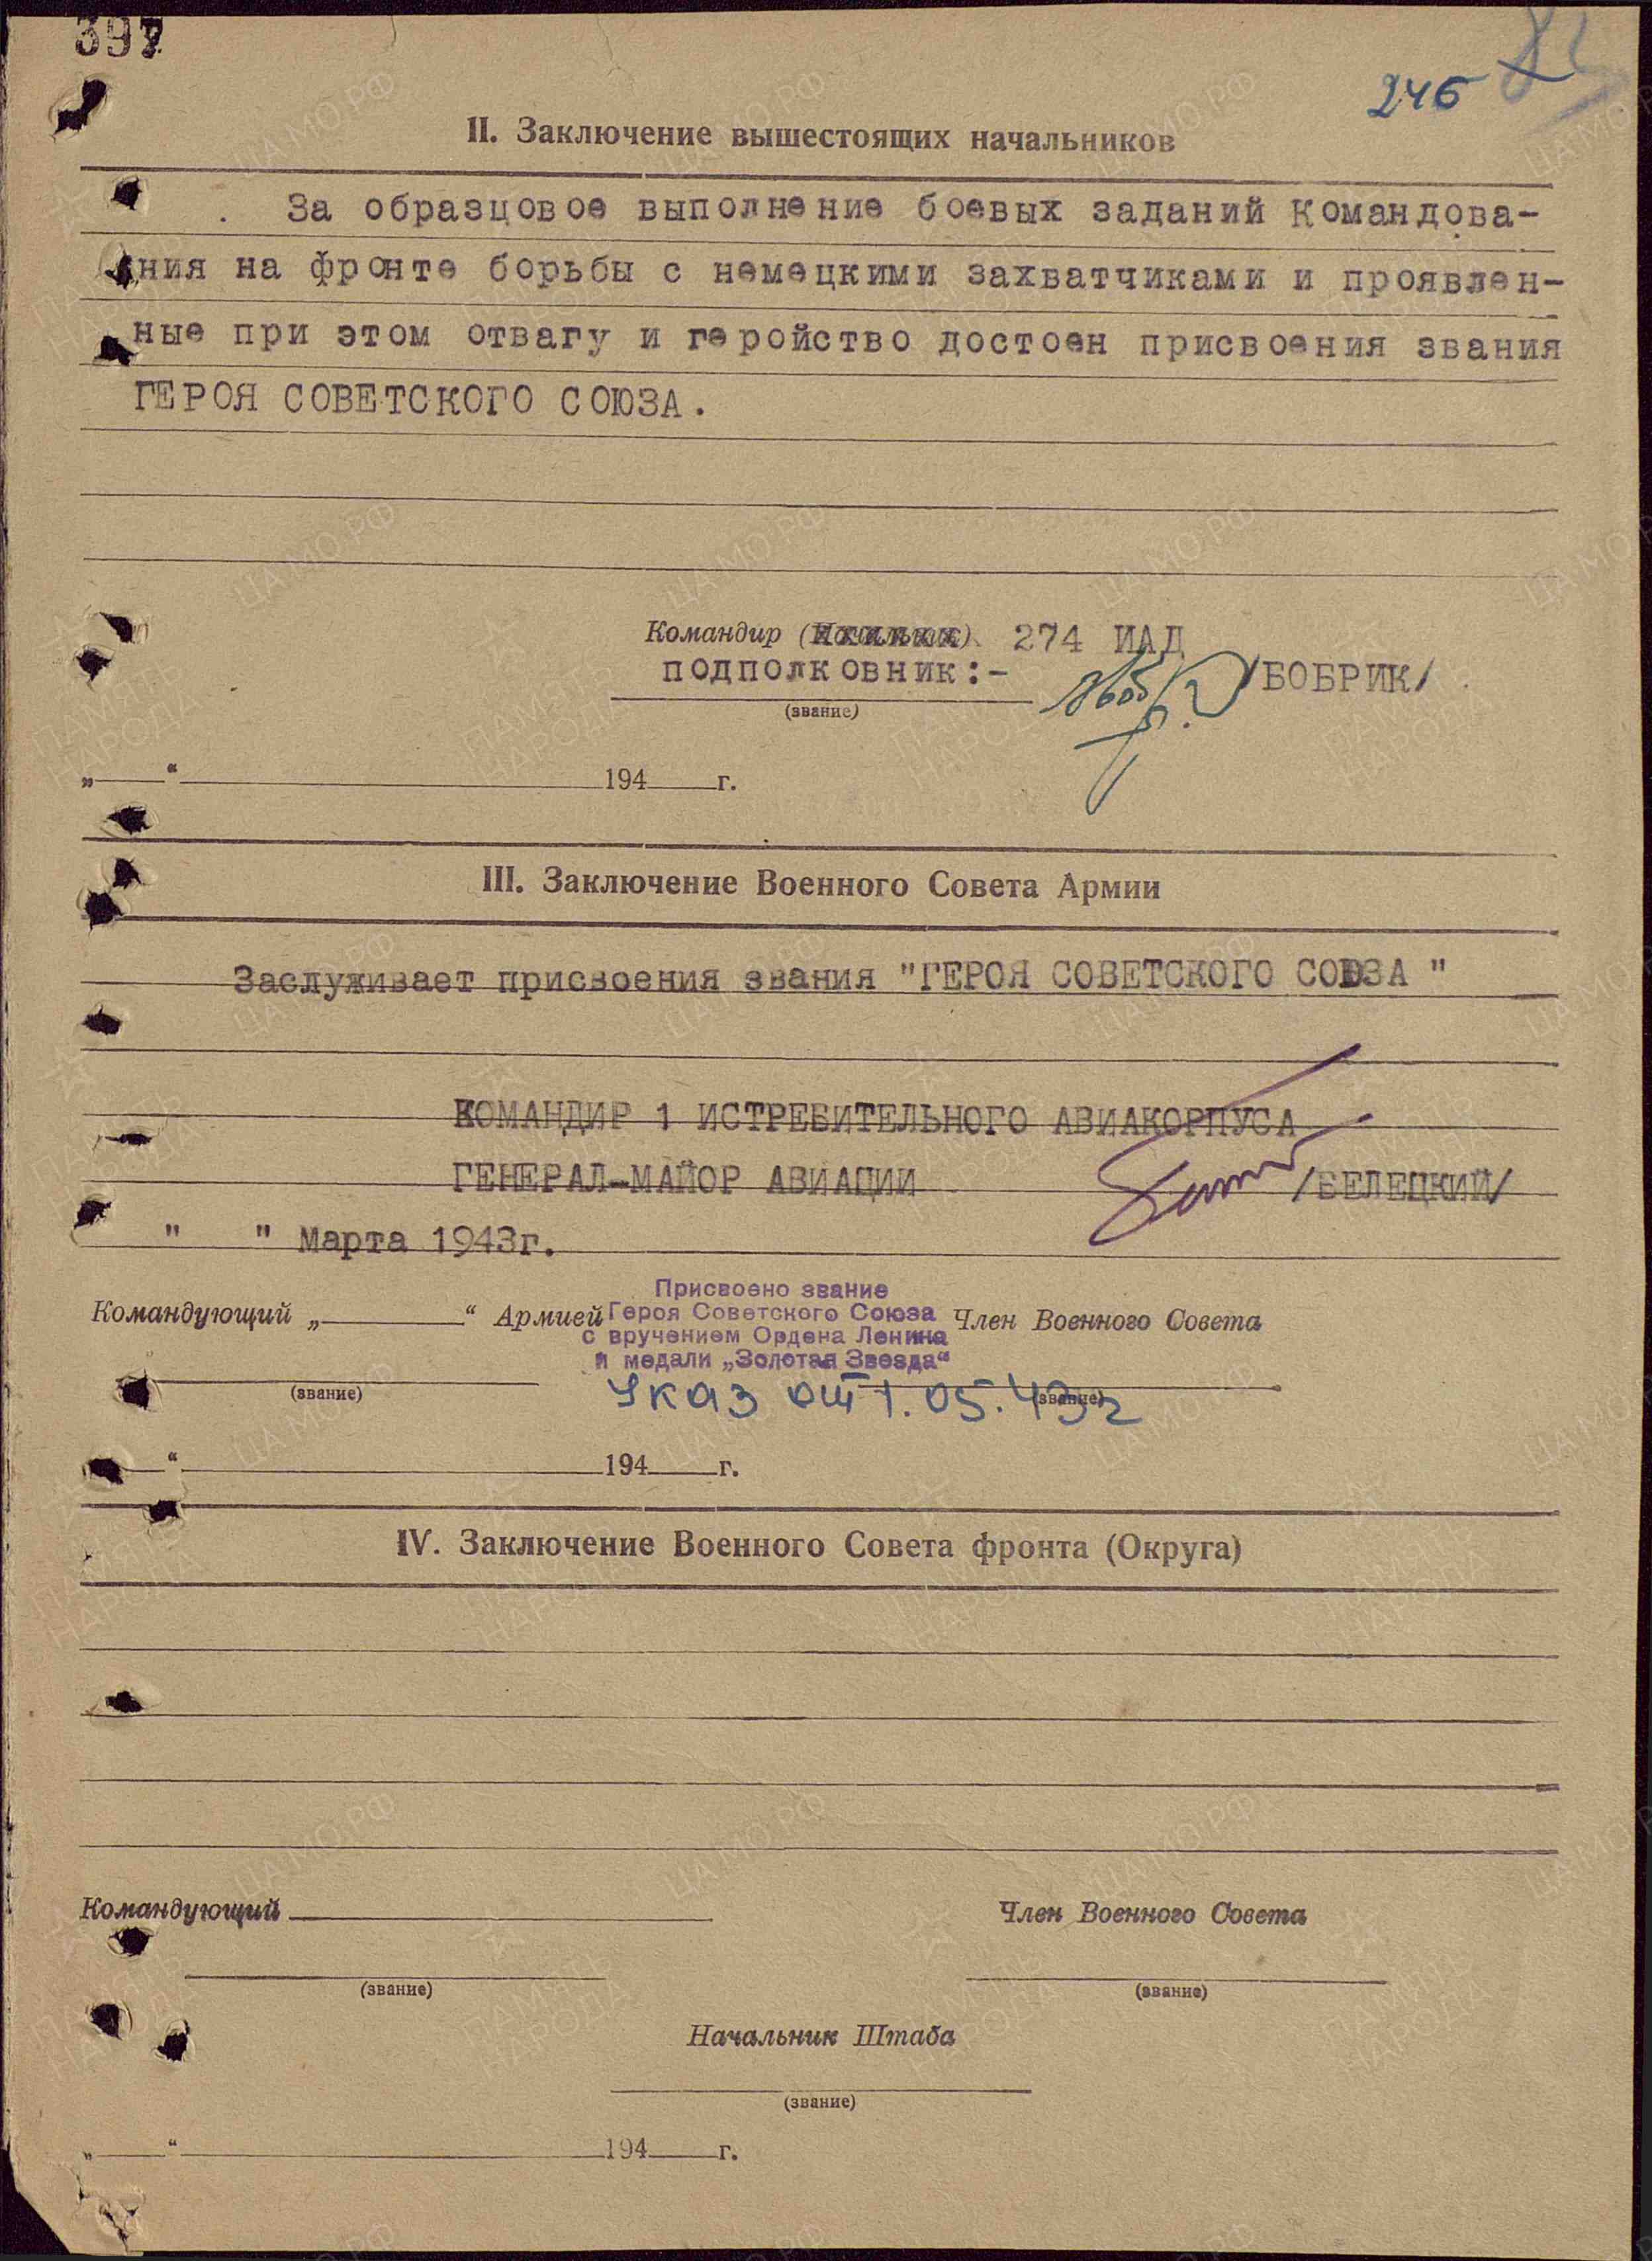 397
246
II. Заключение вышестоящих начальников
За образцовое выполнение боевых заданий Командова-
ния на фронте борьбы с немецкими захватчиками и проявлен-
ные при этом отвагу и геройство достоен присвоения звания
ГЕРОЯ СОВЕТСКОГО СОЮЗА.
Командир (Начальник) 274 ИАД
подполковник:- /БОБРИК/
(звание)
„ “ 194 г.
III. Заключение Военного Совета Армии
Заслуживает присвоения звания "ГЕРОЯ СОВЕТСКОГО СОЮЗА "
КОМАНДИР 1 ИСТРЕБИТЕЛЬНОГО АВИАКОРПУСА
ГЕНЕРАЛ-МАЙОР АВИАЦИИ /БЕЛЕЦКИЙ/
" " Марта 1943г.
Присвоено звание
Командующий „ “ Армией Героя Советского Союза Член Военного Совета
с вручением Ордена Ленина
и медали „Золотая Звезда“
(звание) Указ от 1.05.43г (звание)
“ 194 г.
IV. Заключение Военного Совета фронта (Округа)
Командующий Член Военного Совета
(звание) (звание)
Начальник Штаба
(звание)
„ “ 194 г.